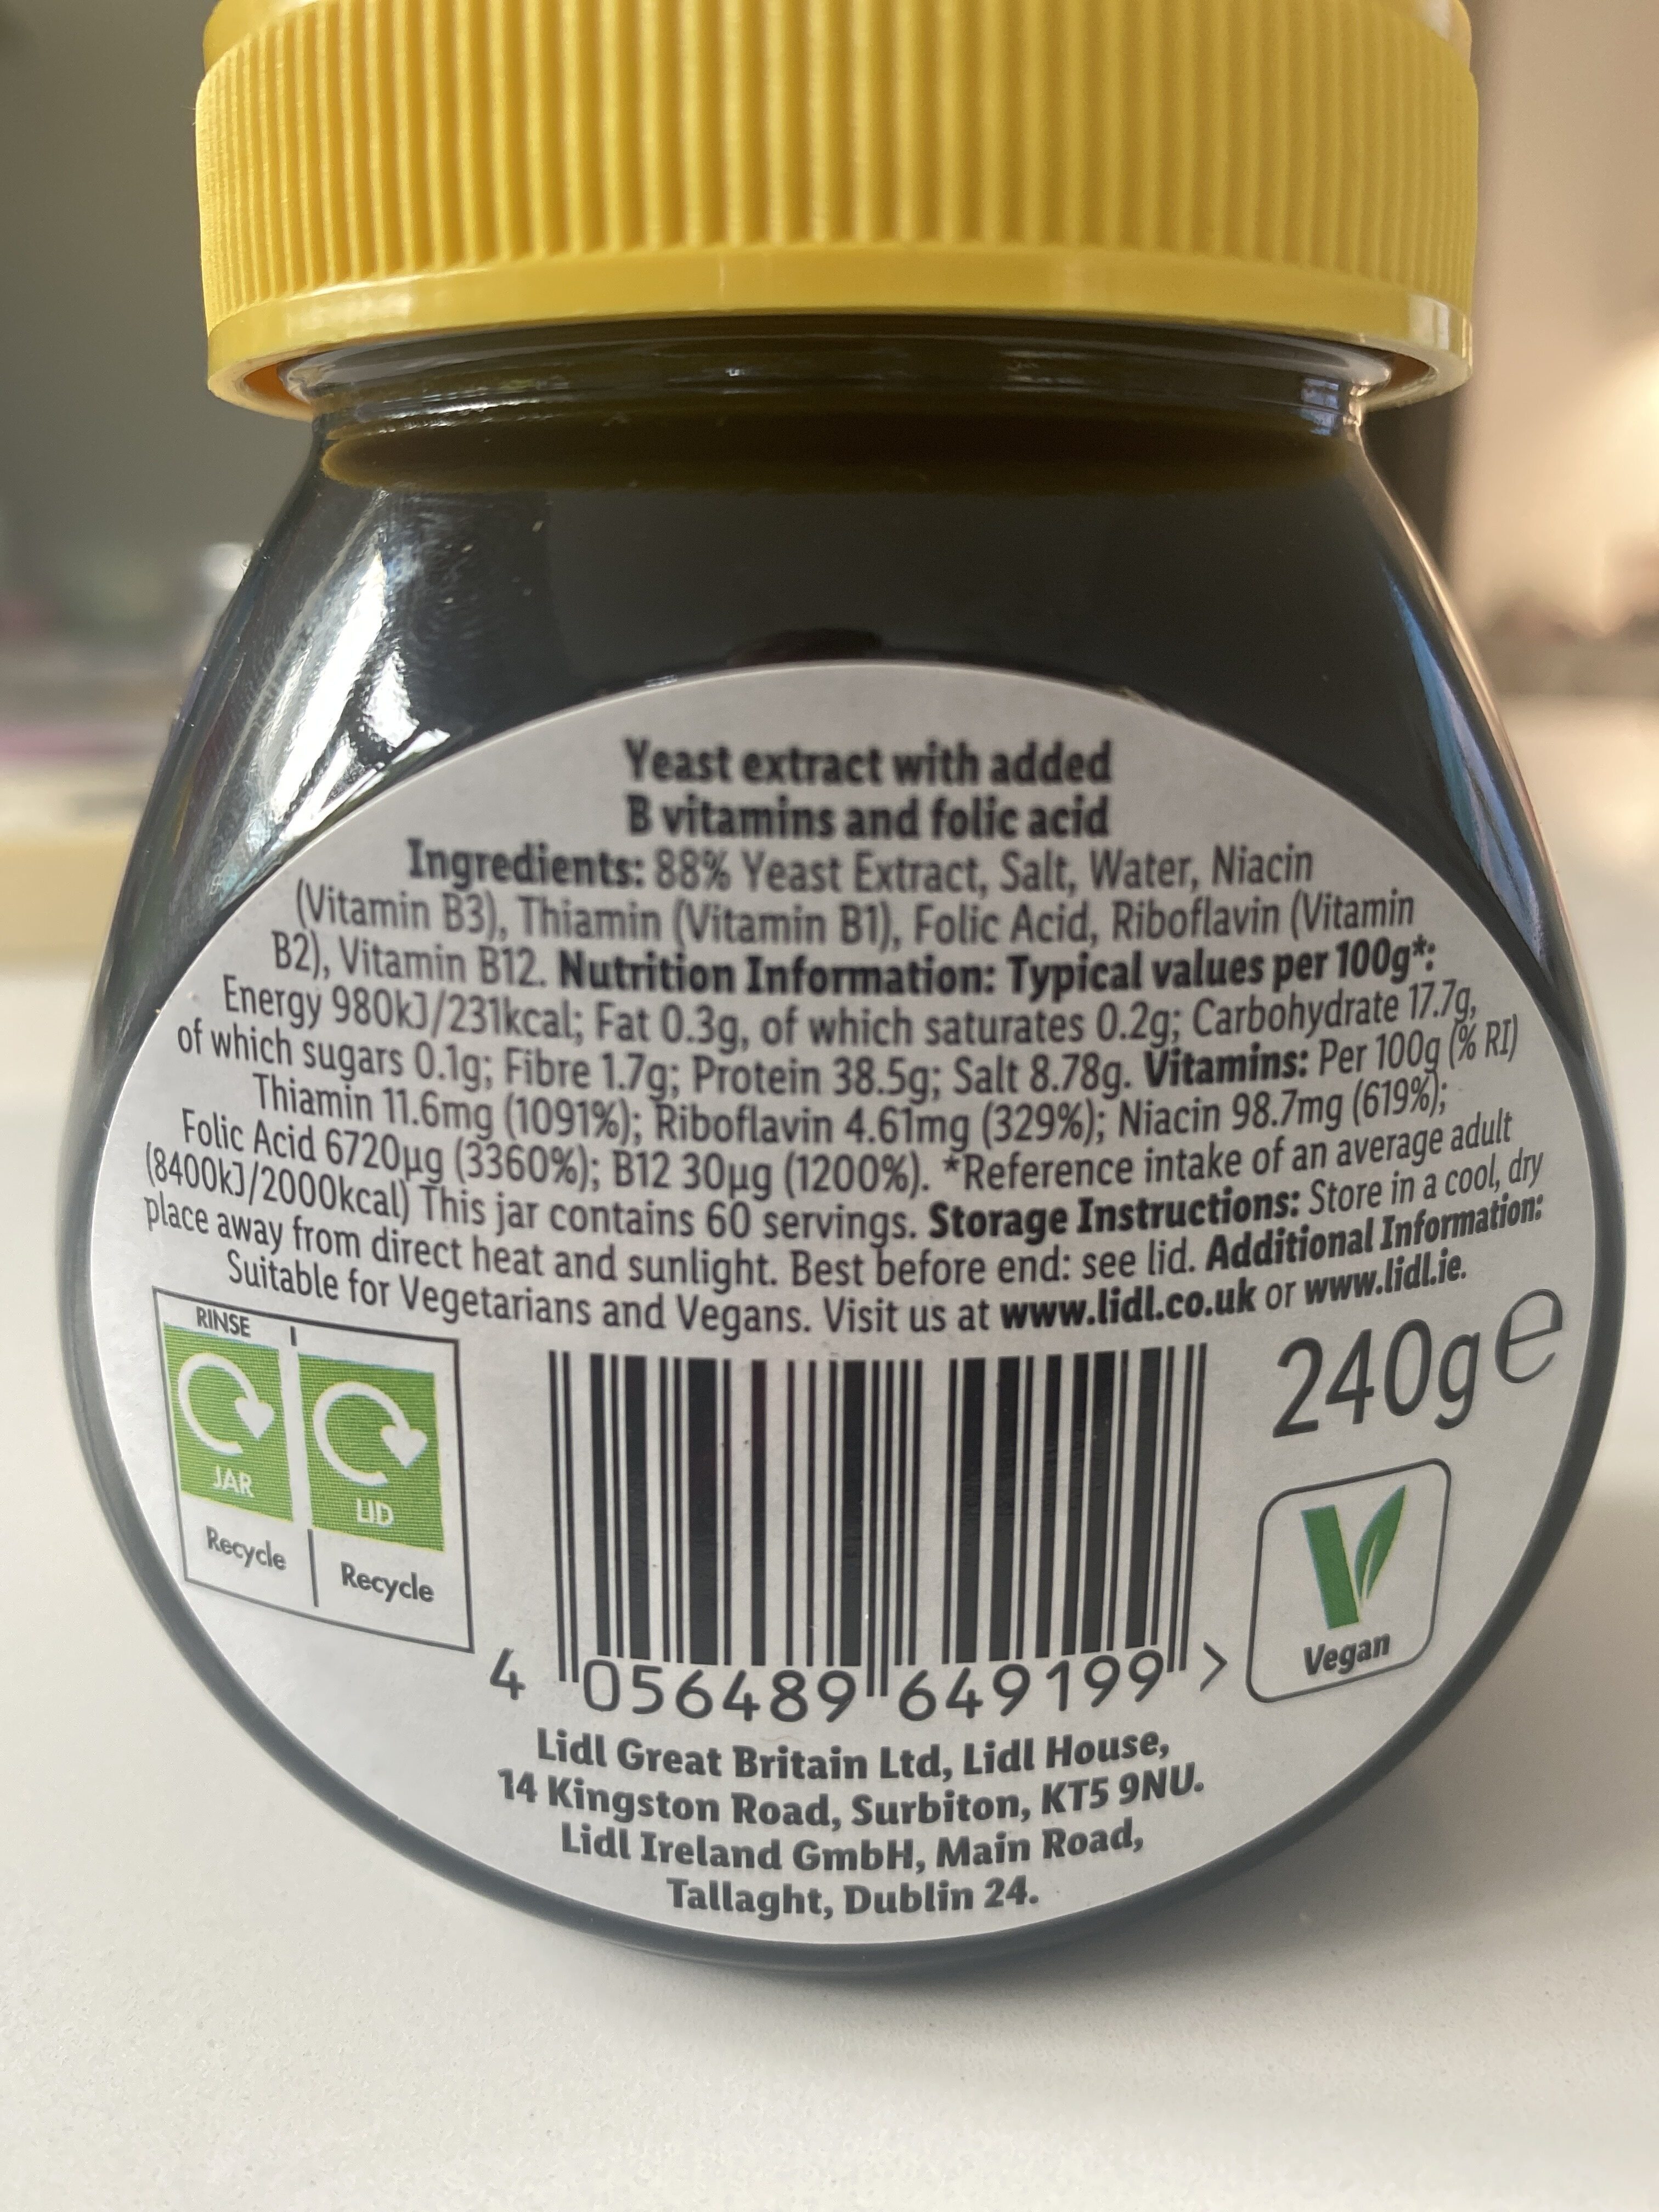 Yeast extract with added
B vitamins and folic acid
Ingredients: 88% Yeast Extract, Salt, Water, Niacin
(Vitamin B3), Thiamin (Vitamin B1), Folic Acid, Riboflavin (Vitamin
B2), Vitamin B12. Nutrition Information: Typical values per 100g*:
Energy 980kJ/231kcal; Fat 0.3g, of which saturates 0.2g; Carbohydrate 17.7g,
of which sugars 0.1g; Fibre 1.7g; Protein 38.5g; Salt 8.78g. Vitamins: Per 100g (% RI)
Thiamin 11.6mg (1091%); Riboflavin 4.61mg (329%); Niacin 98.7mg (619%);
Folic Acid 6720µg (3360%); B12 30µg (1200%). *Reference intake of an average adult
(8400kJ/2000kcal) This jar contains 60 servings. Storage Instructions: Store in a cool, dry
place away from direct heat and sunlight. Best before end: see lid. Additional Information:
Suitable for Vegetarians and Vegans. Visit us at www.lidl.co.uk or www.lidl.ie.
RINSE
JAR
Recycle
LID
Recycle
240g e
Vegan
4 056489 649199 >
Lidl Great Britain Ltd, Lidl House,
14 Kingston Road, Surbiton, KT5 9NU.
Lidl Ireland GmbH, Main Road,
Tallaght, Dublin 24.